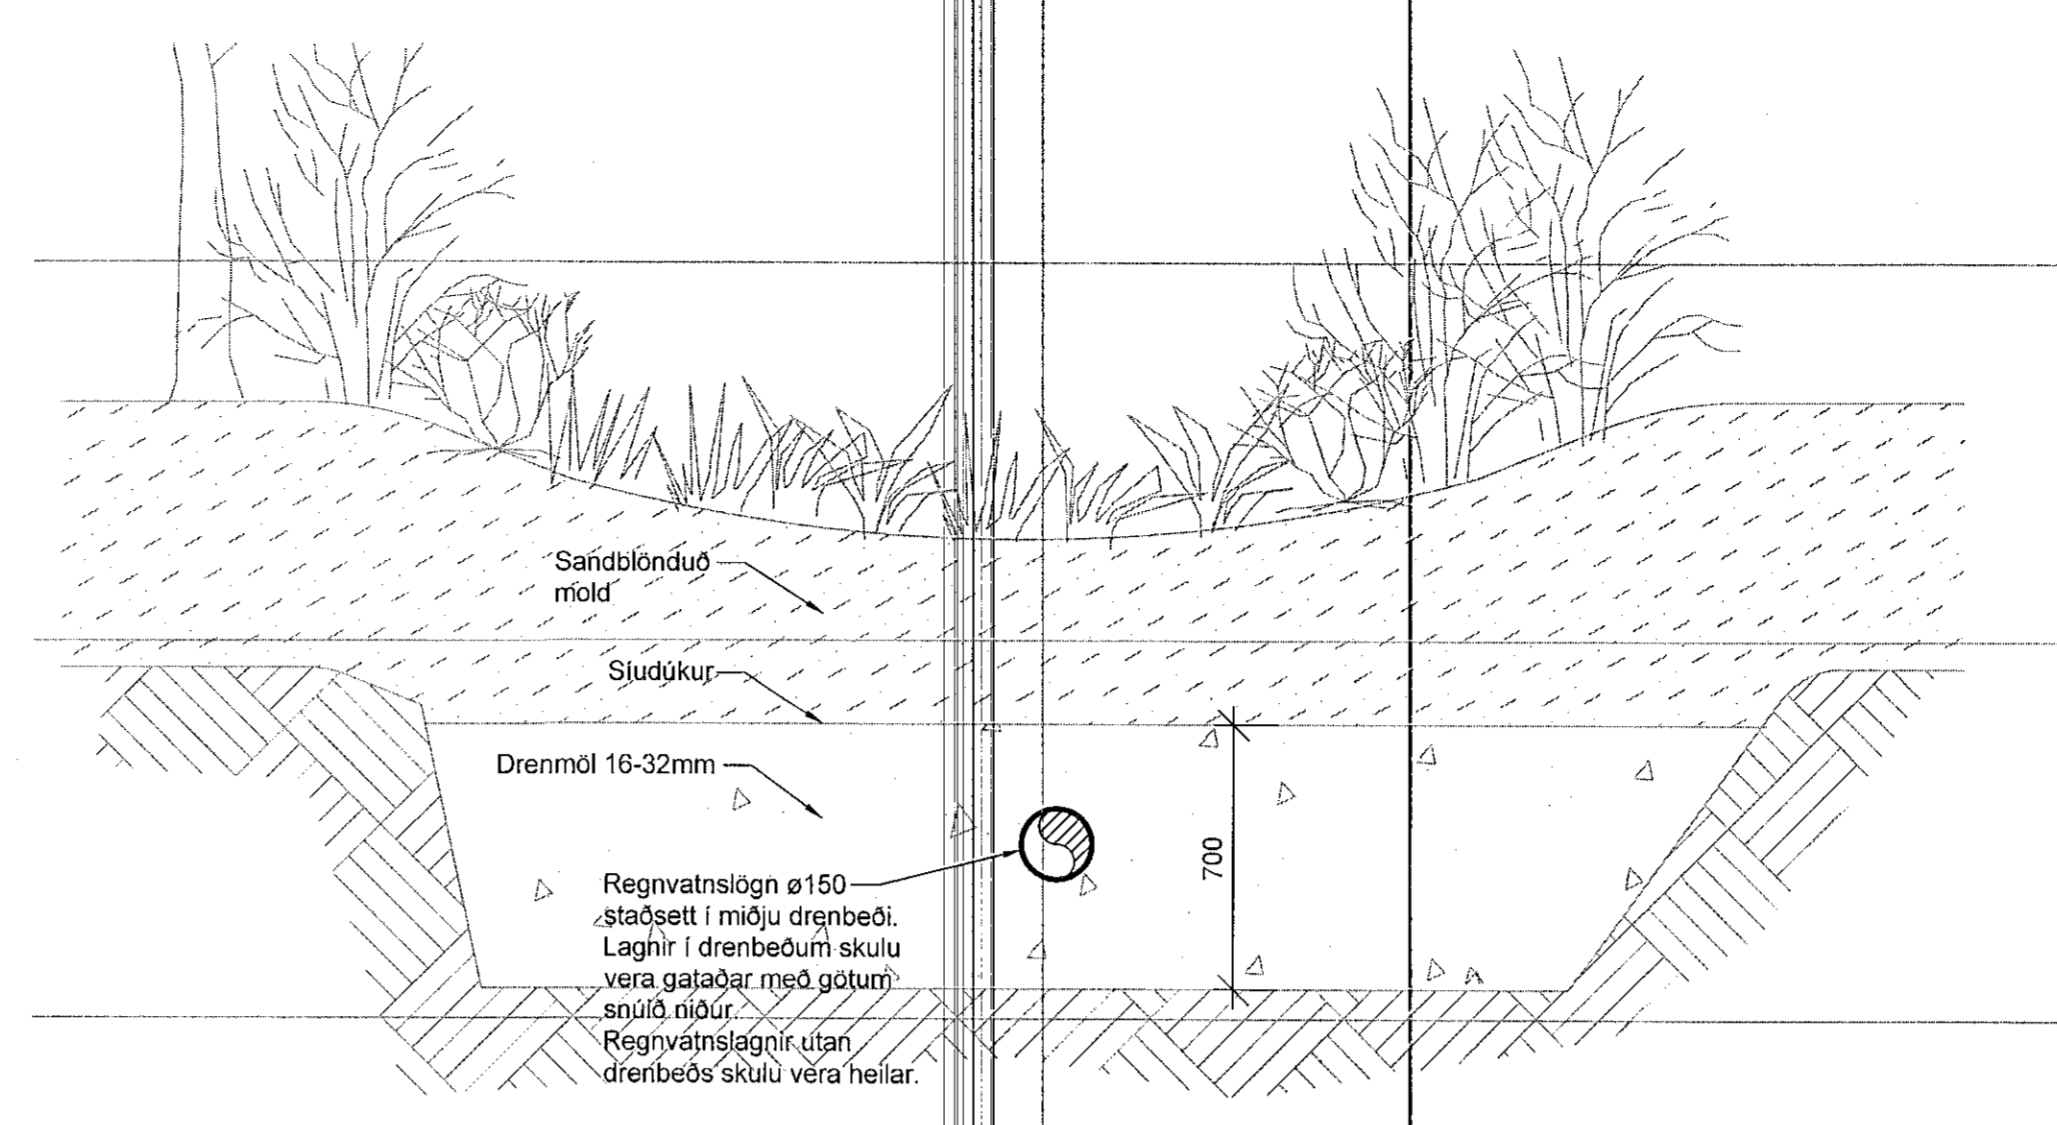 Sandblönduð
mold
Síudúkur
Drenmöl 16-32mm
Regnvatnslögn ø150
staðsett í miðju drenbeði.
Lagnir í drenbeðum skulu
vera gataðar með götum
snúið niður.
Regnvatnslagnir utan
drenbeðs skulu vera heilar.
700